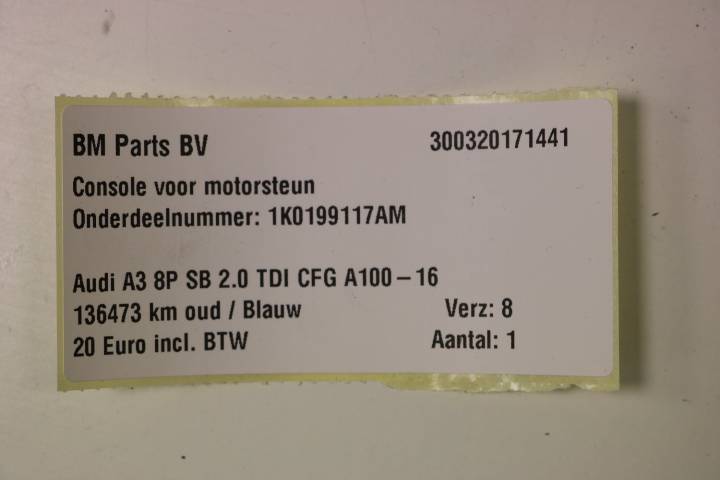 BM Parts BV 300320171441
Console voor motorsteun
Onderdeelnummer: 1K0199117AM
Audi A3 8P SB 2.0 TDI CFG A100-16
136473 km oud / Blauw Verz: 8
20 Euro incl. BTW Aantal: 1